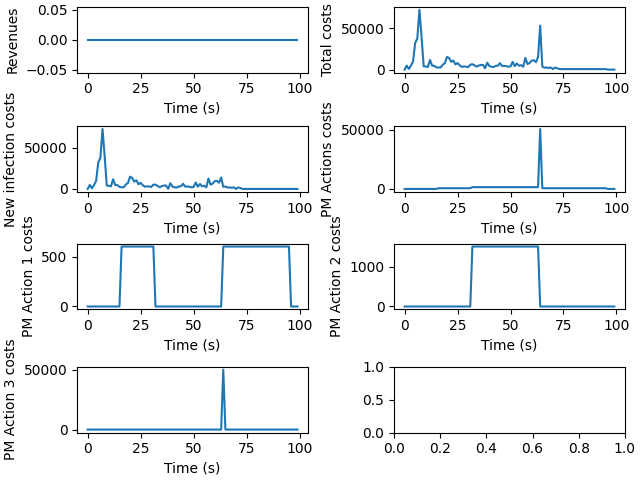 Revenues
0.05
0.00
−0.05
0 25 50 75 100
Time (s)
Total costs
50000
0
0 25 50 75 100
Time (s)
New infection costs
50000
0
0 25 50 75 100
Time (s)
PM Actions costs
50000
0
0 25 50 75 100
Time (s)
PM Action 1 costs
500
0
0 25 50 75 100
Time (s)
PM Action 2 costs
1000
0
0 25 50 75 100
Time (s)
PM Action 3 costs
50000
0
0 25 50 75 100
Time (s)
1.0
0.5
0.0
0.0 0.2 0.4 0.6 0.8 1.0